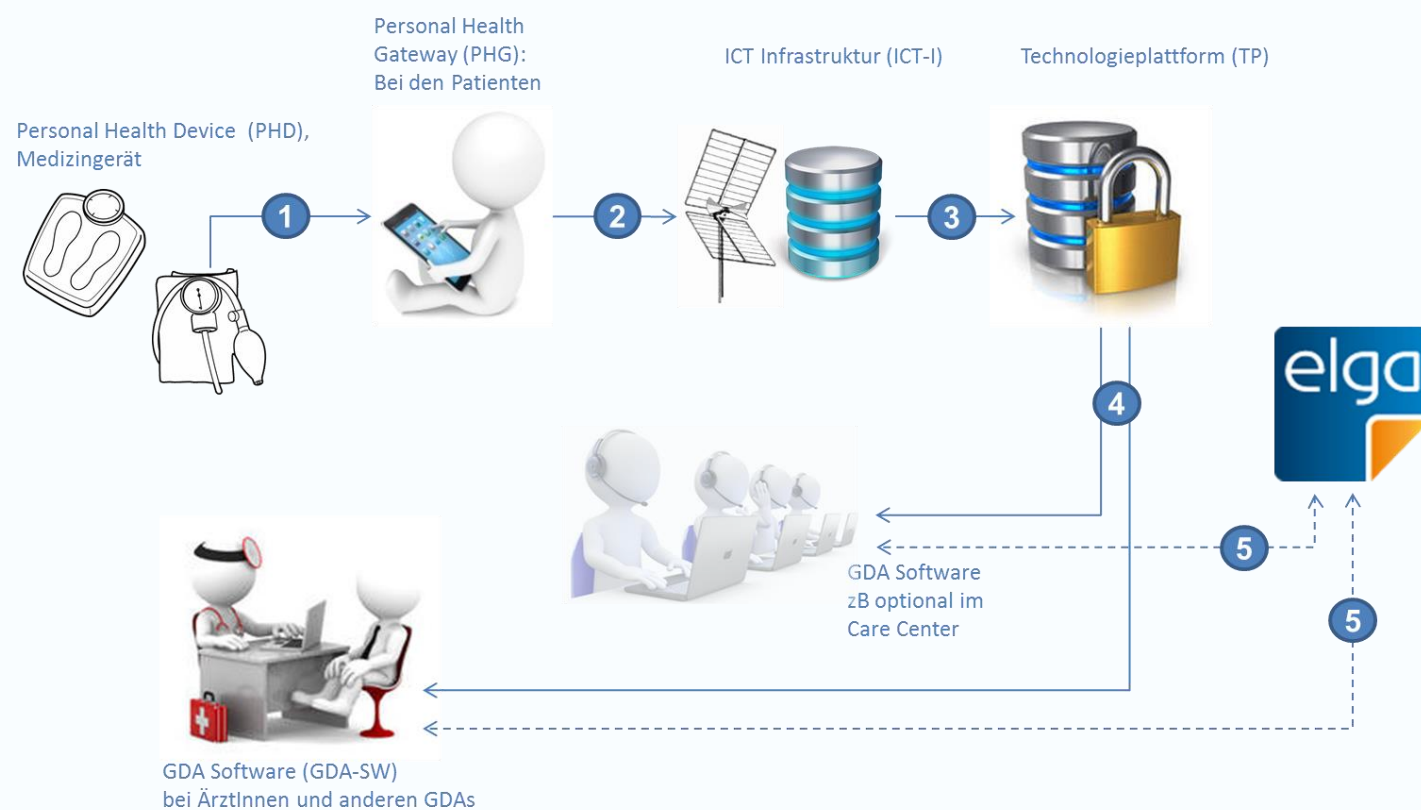 Personal Health
Gateway (PHG):
Bei den Patienten
ICT Infrastruktur (ICT-I)
Technologieplattform (TP)
Personal Health Device  (PHD),
Medizingerät
1
2
3
4
elga
5
GDA Software
zB optional im
Care Center
5
GDA Software (GDA-SW)
bei ÄrztInnen und anderen GDAs